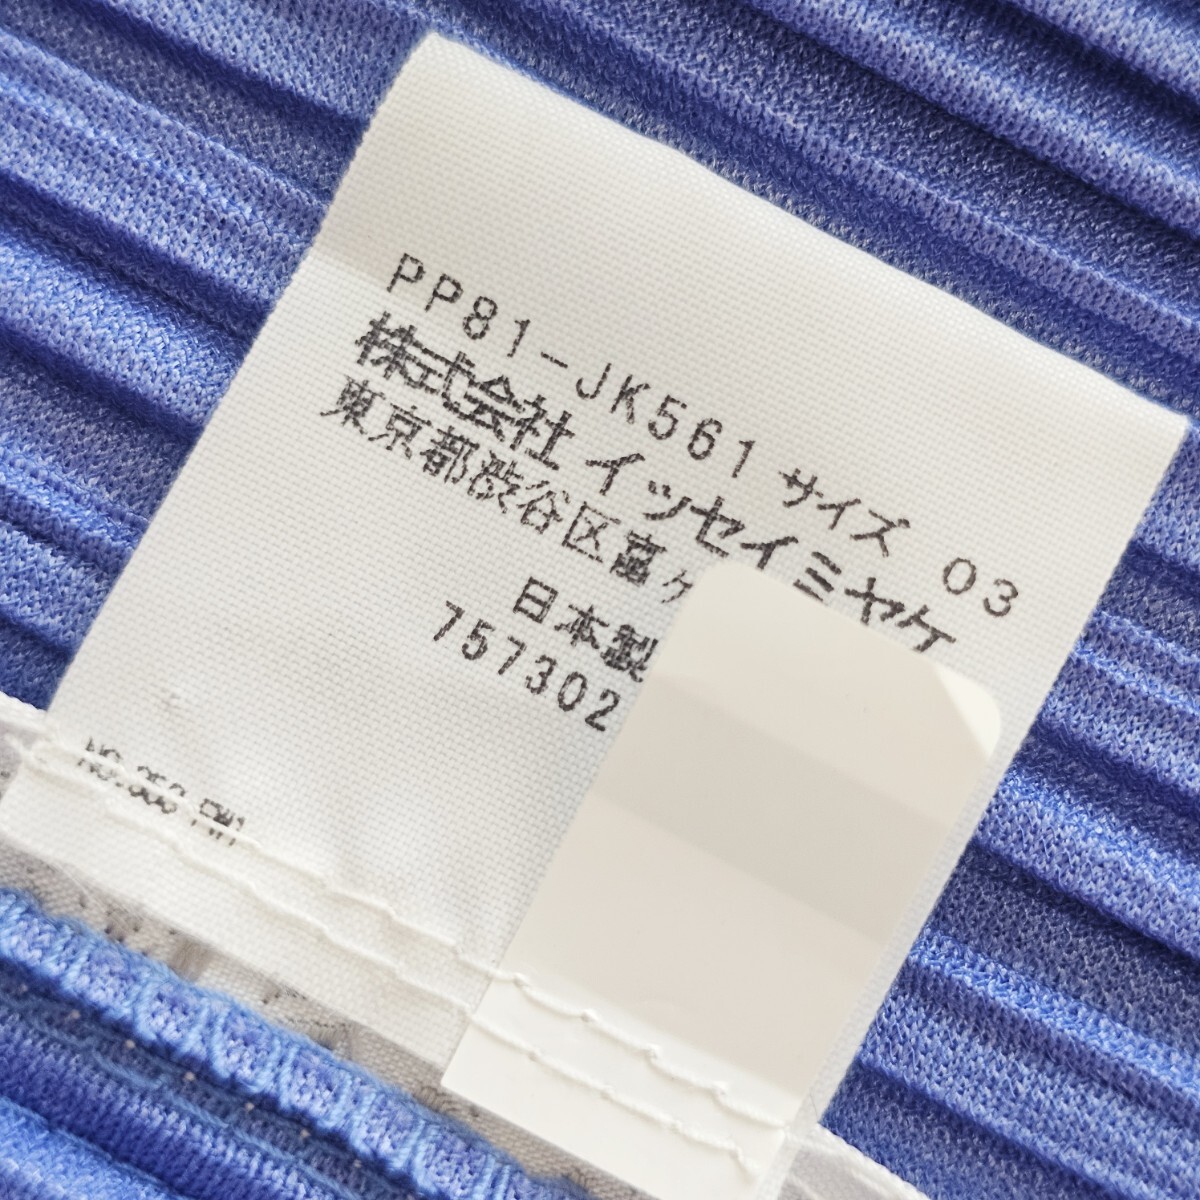 PP81-JK561 サイズ 03
株式会社 イッセイミヤケ
東京都渋谷区富ヶ
日本製
757302